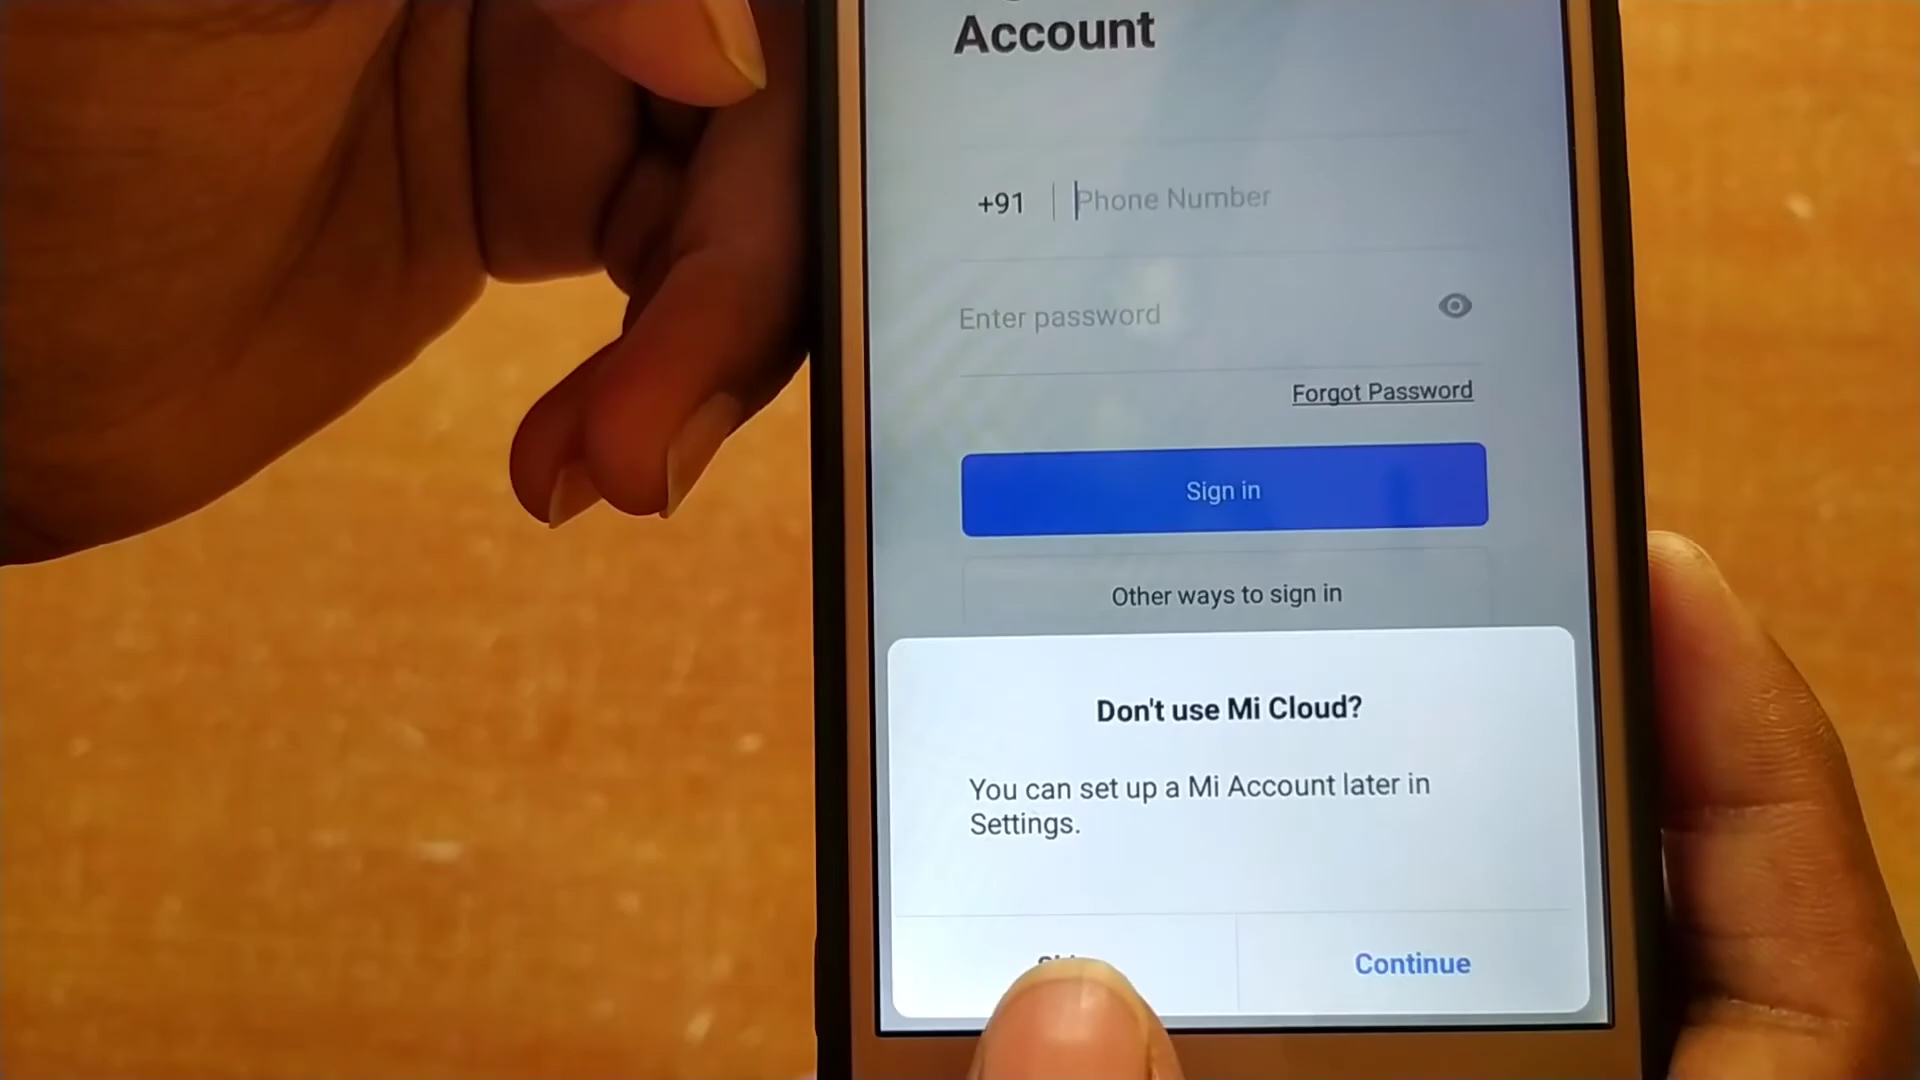 Account
+91 Phone Number
Enter password
Forgot Password
Sign in
Other ways to sign in
Don't use Mi Cloud?
You can set up a Mi Account later in
Settings.
Continue